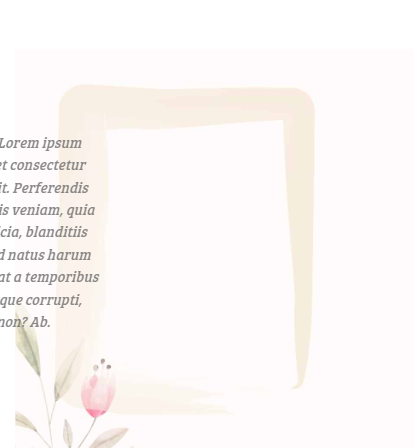 Lorem ipsum
et consectetur
it. Perferendis
is veniam, quia
cia, blanditiis
d natus harum
at a temporibus
que corrupti,
non? Ab.